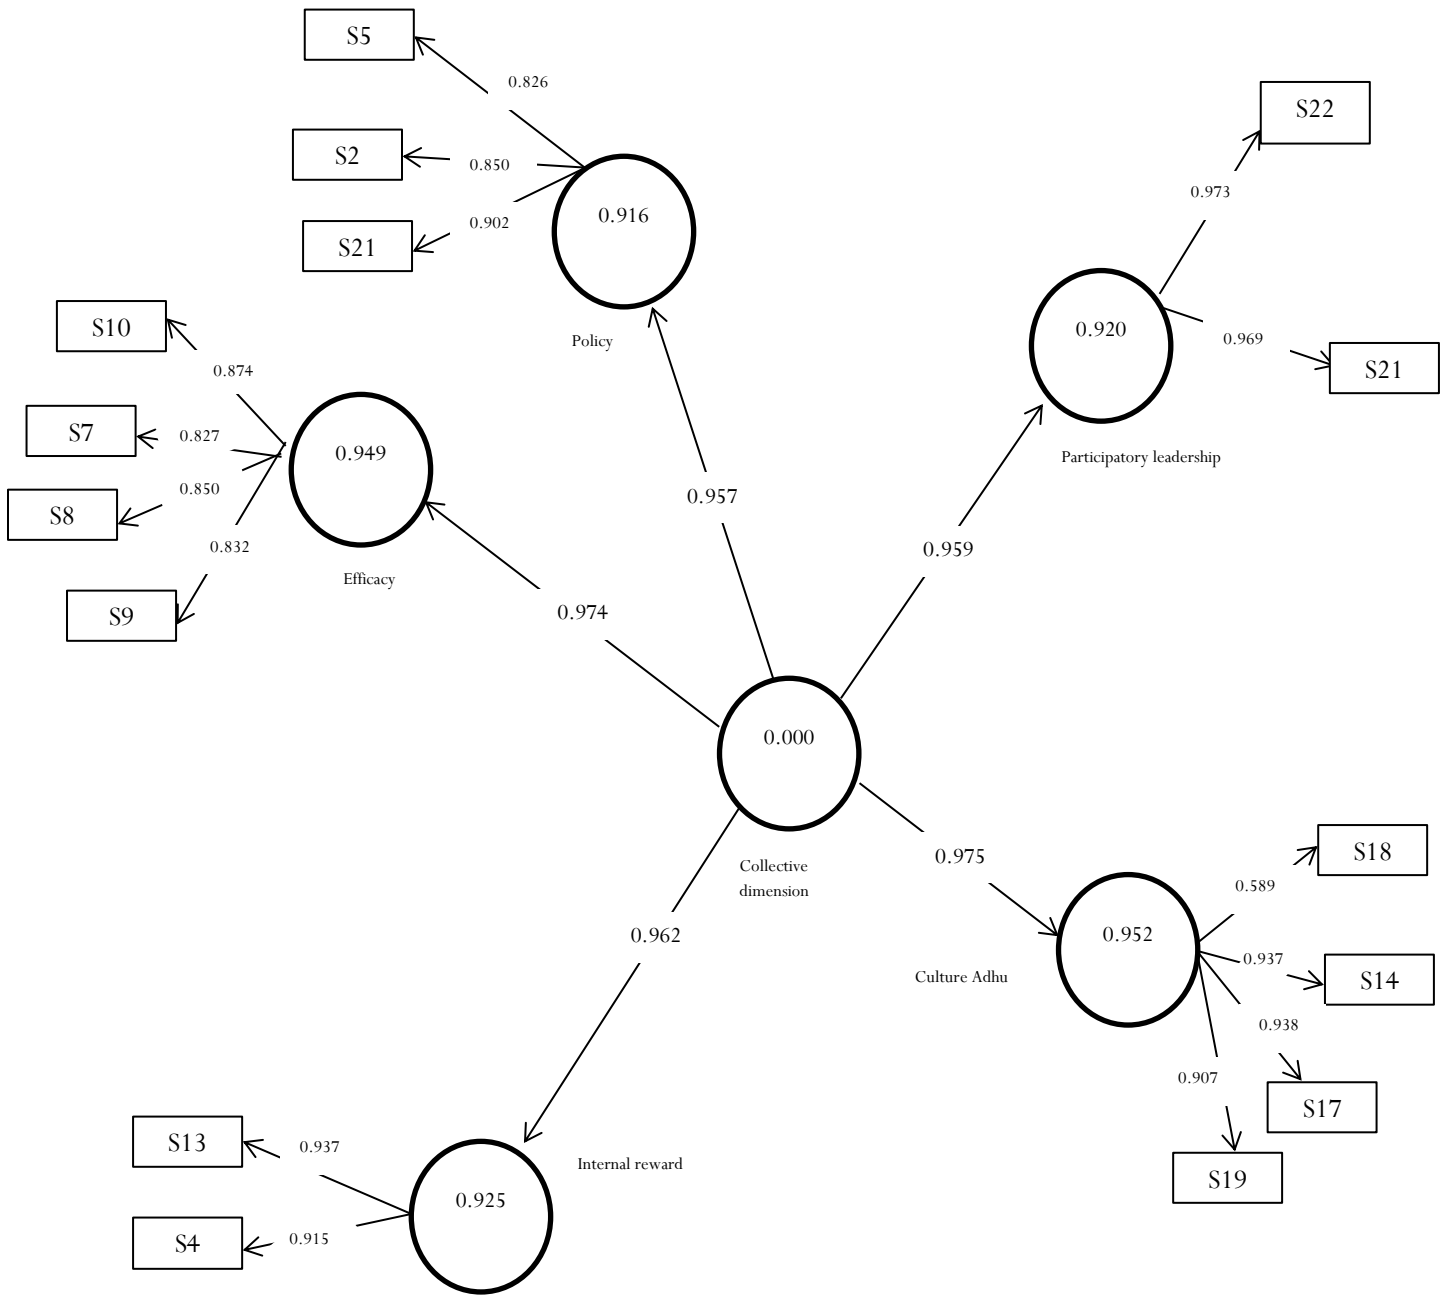 S5
0.826
S22
S2
0.850
0.973
0.916
0.902
S21
S10
0.920
Policy
0.969
0.874
S21
S7
0.827
0.949
Participatory leadership
0.850
0.957
S8
0.832
0.959
Efficacy
0.974
S9
0.000
S18
0.975
Collective
dimension
0.589
0.962
0.952
0.937
Culture Adhu
S14
0.938
0.907
S17
S13
0.937
Internal reward
S19
0.925
S4
0.915